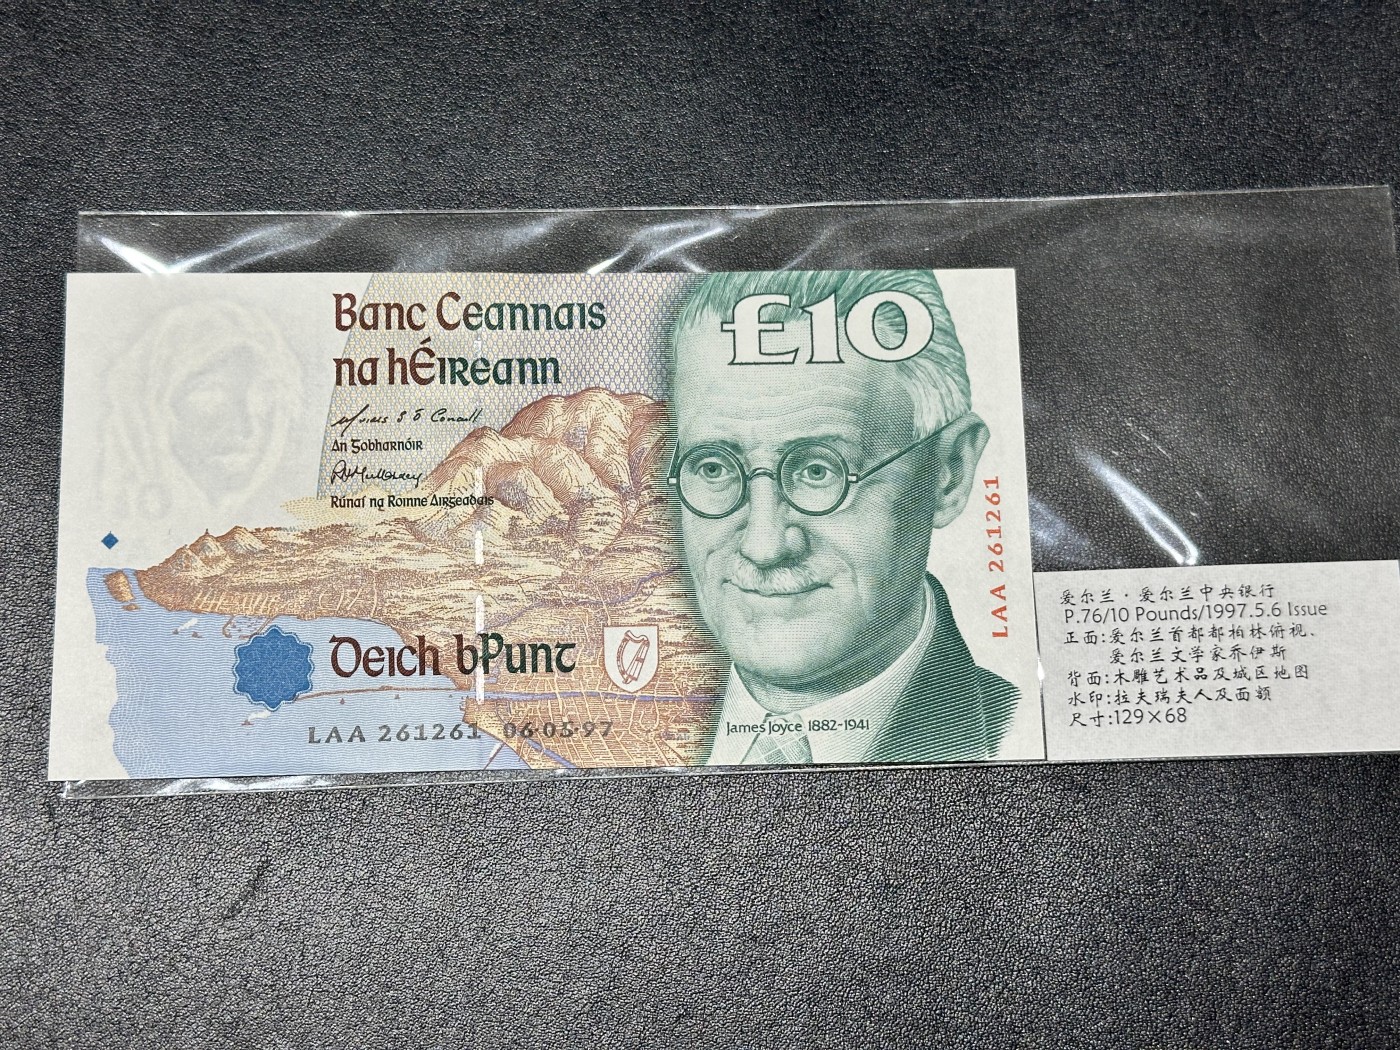 Banc Ceannais
na hÉireann
£10
An Gobharnóir
Rúnaí na Roinne Airgeadais
LAA 261261
Deich bPunt
LAA 261261 06·05·97
James Joyce 1882-1941
爱尔兰·爱尔兰中央银行
P.76/10 Pounds/1997.5.6 Issue
正面:爱尔兰首都都柏林俯视、
爱尔兰文学家乔伊斯
背面:木雕艺术品及城区地图
水印:拉夫瑞夫人及面额
尺寸:129×68